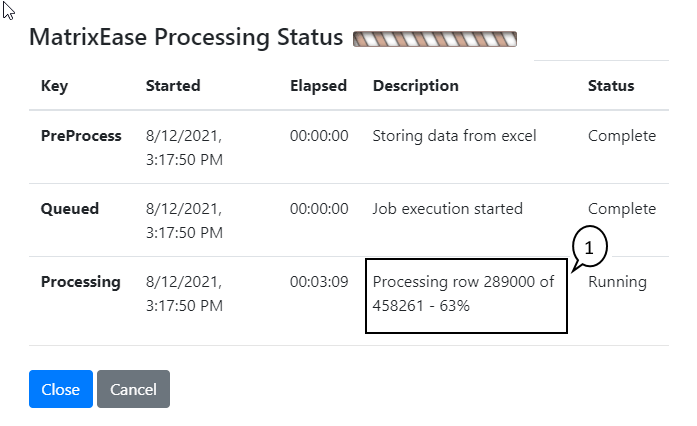 MatrixEase Processing Status
Key Started Elapsed Description Status
PreProcess 8/12/2021, 00:00:00 Storing data from excel Complete
3:17:50 PM
Queued 8/12/2021, 00:00:00 Job execution started Complete
3:17:50 PM
1
Processing 8/12/2021, 00:03:09 Processing row 289000 of Running
3:17:50 PM 458261 - 63%
Close Cancel